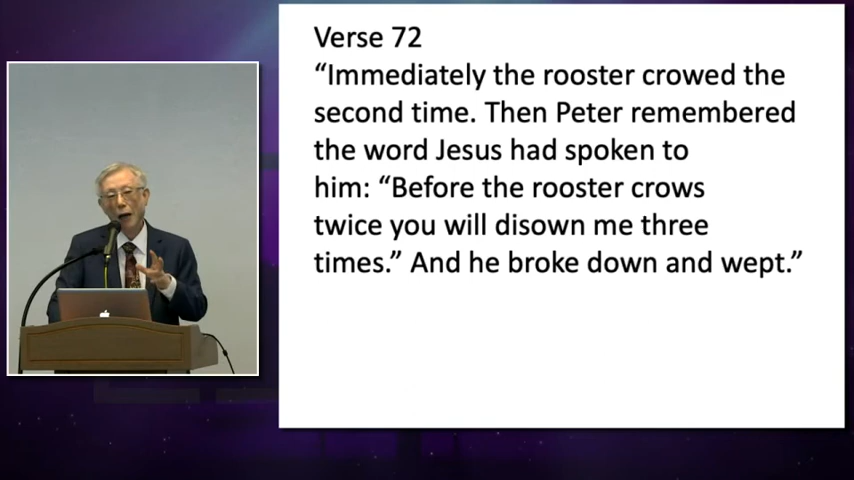 Verse 72
“Immediately the rooster crowed the
second time. Then Peter remembered
the word Jesus had spoken to
him: “Before the rooster crows
twice you will disown me three
times.” And he broke down and wept.”